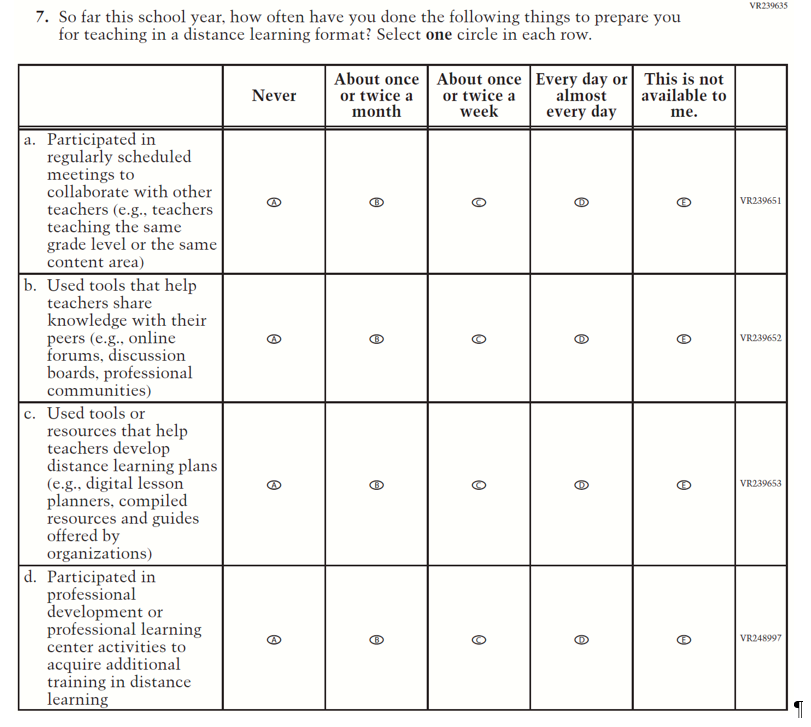 VR239635
7. So far this school year, how often have you done the following things to prepare you
for teaching in a distance learning format? Select one circle in each row.
Never
About once
or twice a
month
About once
or twice a
week
Every day or
almost
every day
This is not
available to
me.
a. Participated in
regularly scheduled
meetings to
collaborate with other
teachers (e.g., teachers
teaching the same
grade level or the same
content area)
A B C D E VR239651
b. Used tools that help
teachers share
knowledge with their
peers (e.g., online
forums, discussion
boards, professional
communities)
A B C D E VR239652
c. Used tools or
resources that help
teachers develop
distance learning plans
(e.g., digital lesson
planners, compiled
resources and guides
offered by
organizations)
A B C D E VR239653
d. Participated in
professional
development or
professional learning
center activities to
acquire additional
training in distance
learning
A B C D E VR248997
¶